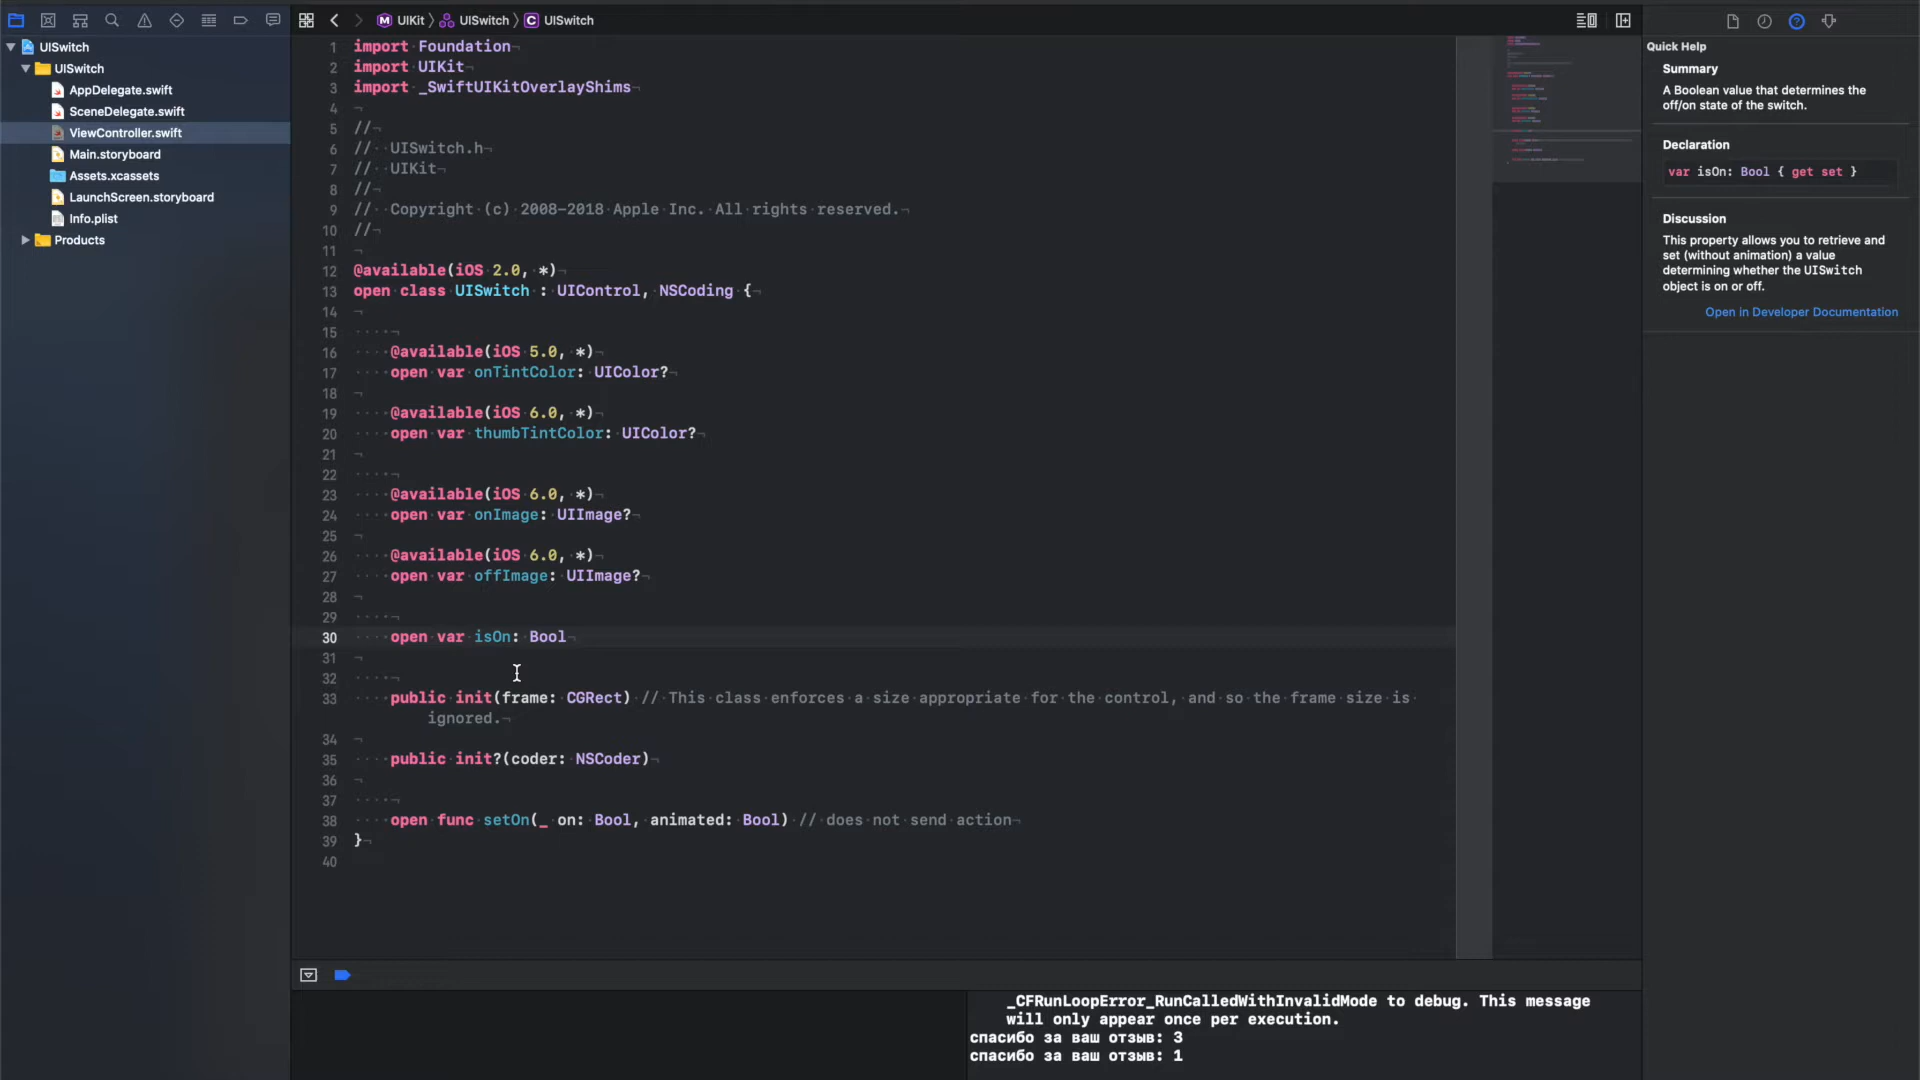 UIKit UISwitch UISwitch
UISwitch
UISwitch
AppDelegate.swift
SceneDelegate.swift
ViewController.swift
Main.storyboard
Assets.xcassets
LaunchScreen.storyboard
Info.plist
Products
1 import Foundation
2 import UIKit
3 import _SwiftUIKitOverlayShims
4
5 //
6 // UISwitch.h
7 // UIKit
8 //
9 // Copyright (c) 2008-2018 Apple Inc. All rights reserved.
10 //
11
12 @available(iOS 2.0, *)
13 open class UISwitch : UIControl, NSCoding {
14
15
16 @available(iOS 5.0, *)
17 open var onTintColor: UIColor?
18
19 @available(iOS 6.0, *)
20 open var thumbTintColor: UIColor?
21
22
23 @available(iOS 6.0, *)
24 open var onImage: UIImage?
25
26 @available(iOS 6.0, *)
27 open var offImage: UIImage?
28
29
30 open var isOn: Bool
31
32
33 public init(frame: CGRect) // This class enforces a size appropriate for the control, and so the frame size is
ignored.
34
35 public init?(coder: NSCoder)
36
37
38 open func setOn(_ on: Bool, animated: Bool) // does not send action
39 }
40
Quick Help
Summary
A Boolean value that determines the
off/on state of the switch.
Declaration
var isOn: Bool { get set }
Discussion
This property allows you to retrieve and
set (without animation) a value
determining whether the UISwitch
object is on or off.
Open in Developer Documentation
_CFRunLoopError_RunCalledWithInvalidMode to debug. This message
will only appear once per execution.
спасибо за ваш отзыв: 3
спасибо за ваш отзыв: 1